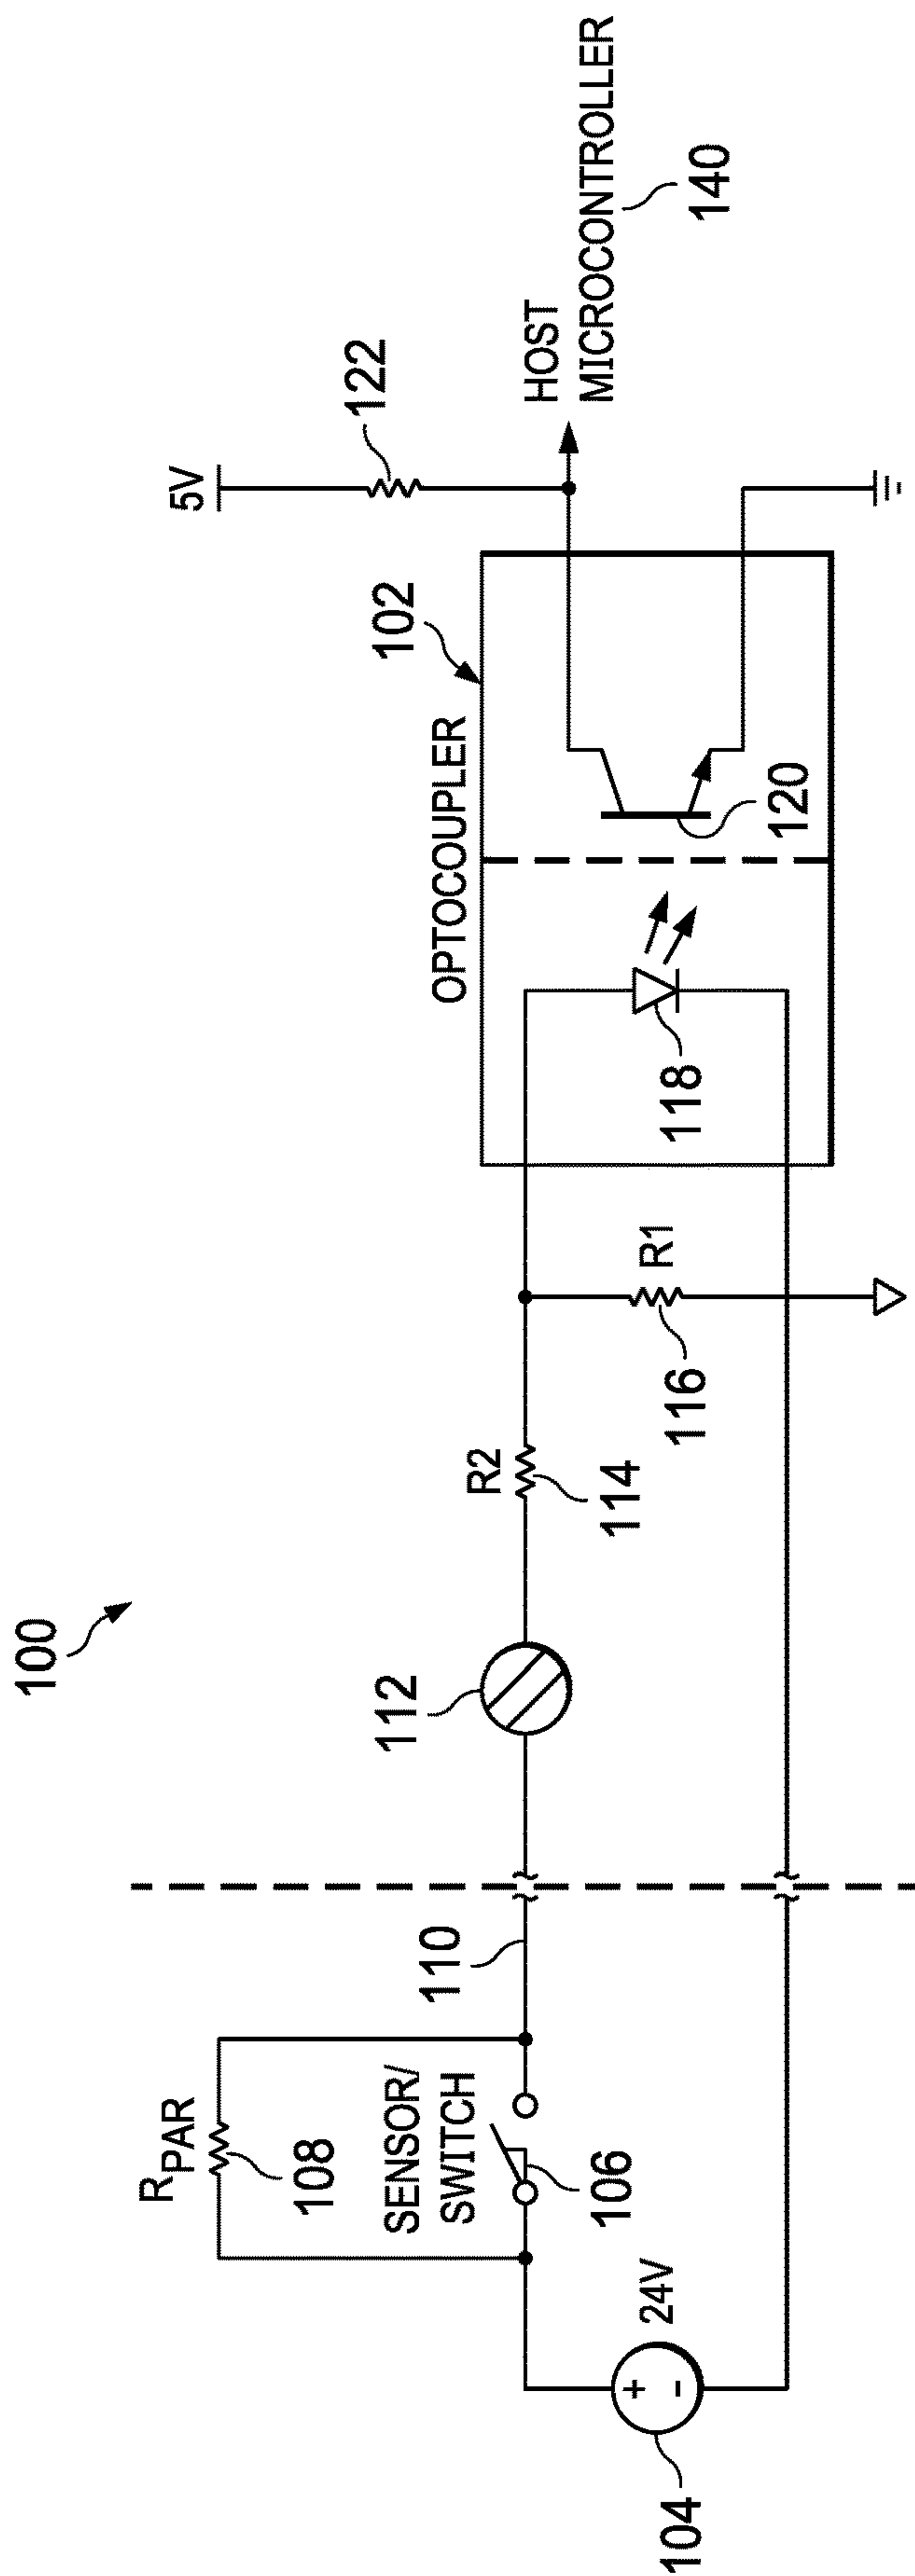 100
R_PAR
108
SENSOR/
SWITCH
106
24V
104
110
112
R2
114
R1
116
OPTOCOUPLER
102
118
120
5V
122
HOST
MICROCONTROLLER
140
+
-